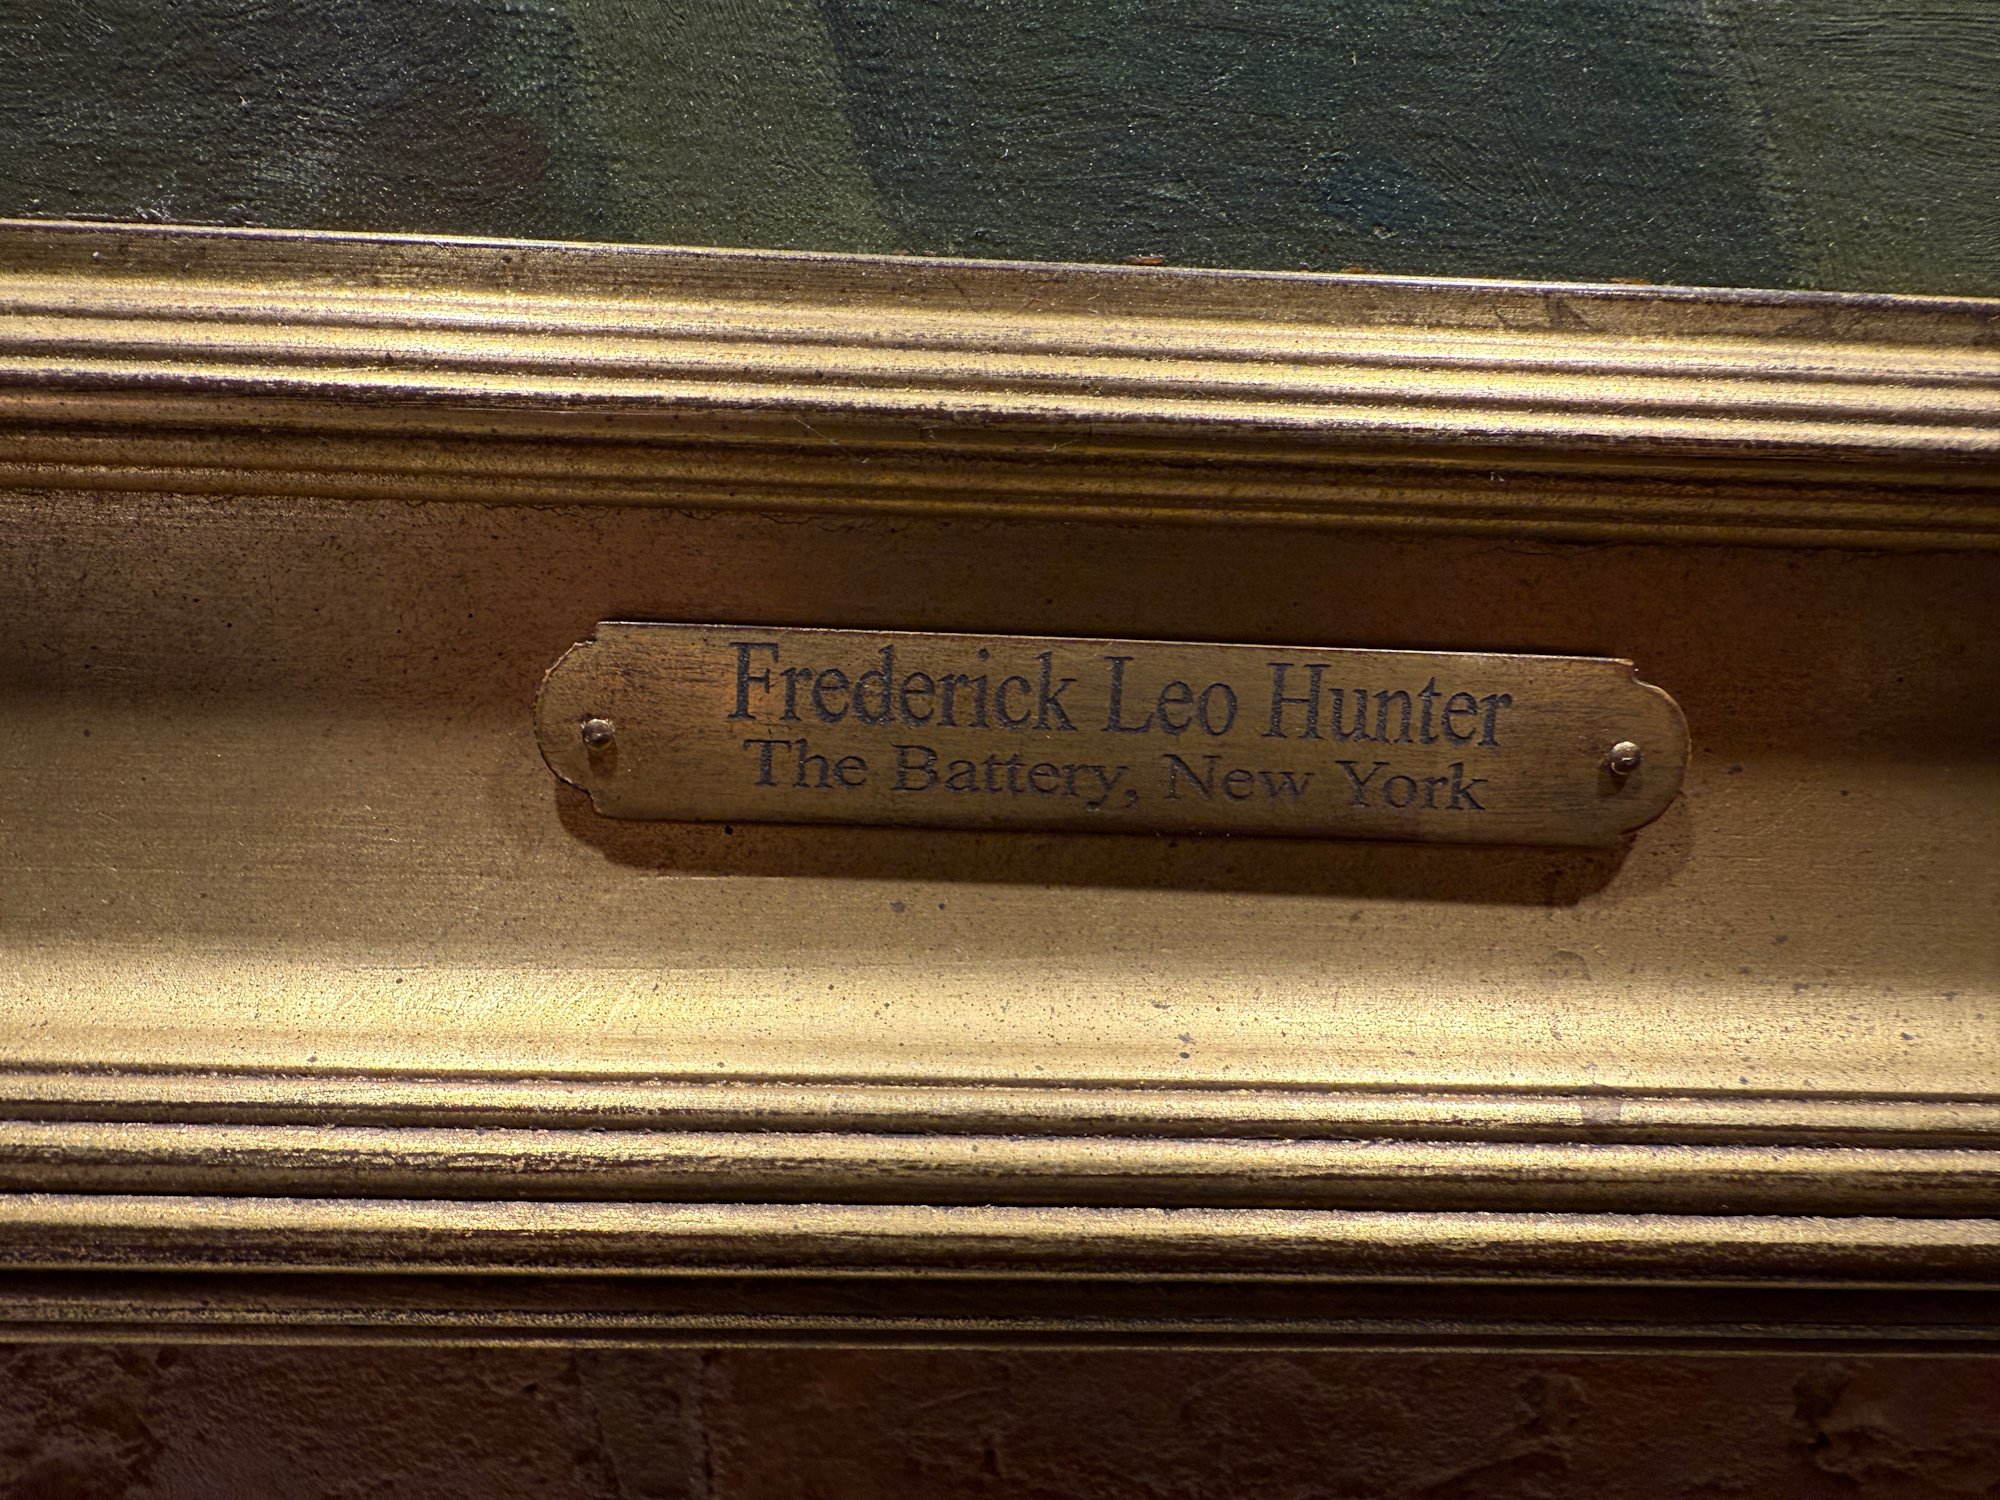 Frederick Leo Hunter
The Battery, New York